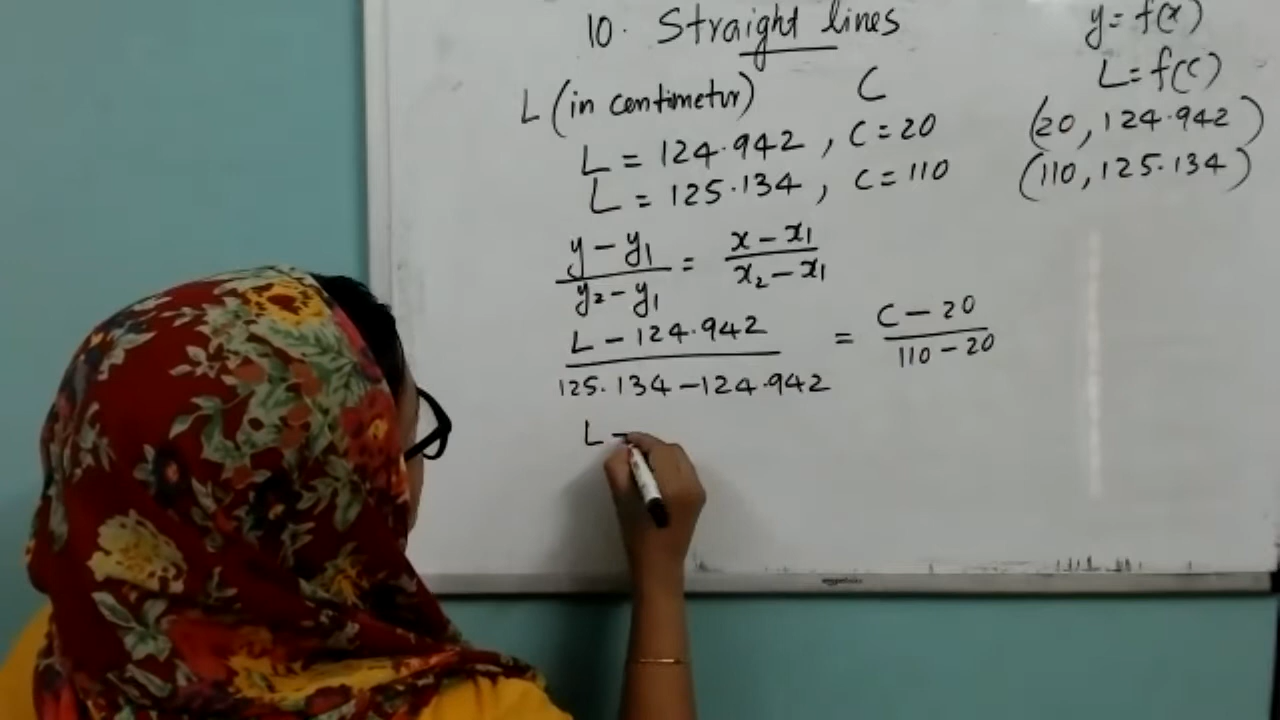 10. Straight lines
y = f(x)
L = f(C)
L (in centimetur) C
L = 124.942 , C = 20 (20, 124.942)
L = 125.134 , C = 110 (110, 125.134)
y - y₁ / y₂ - y₁ = x - x₁ / x₂ - x₁
L - 124.942 / 125.134 - 124.942 = C - 20 / 110 - 20
L -